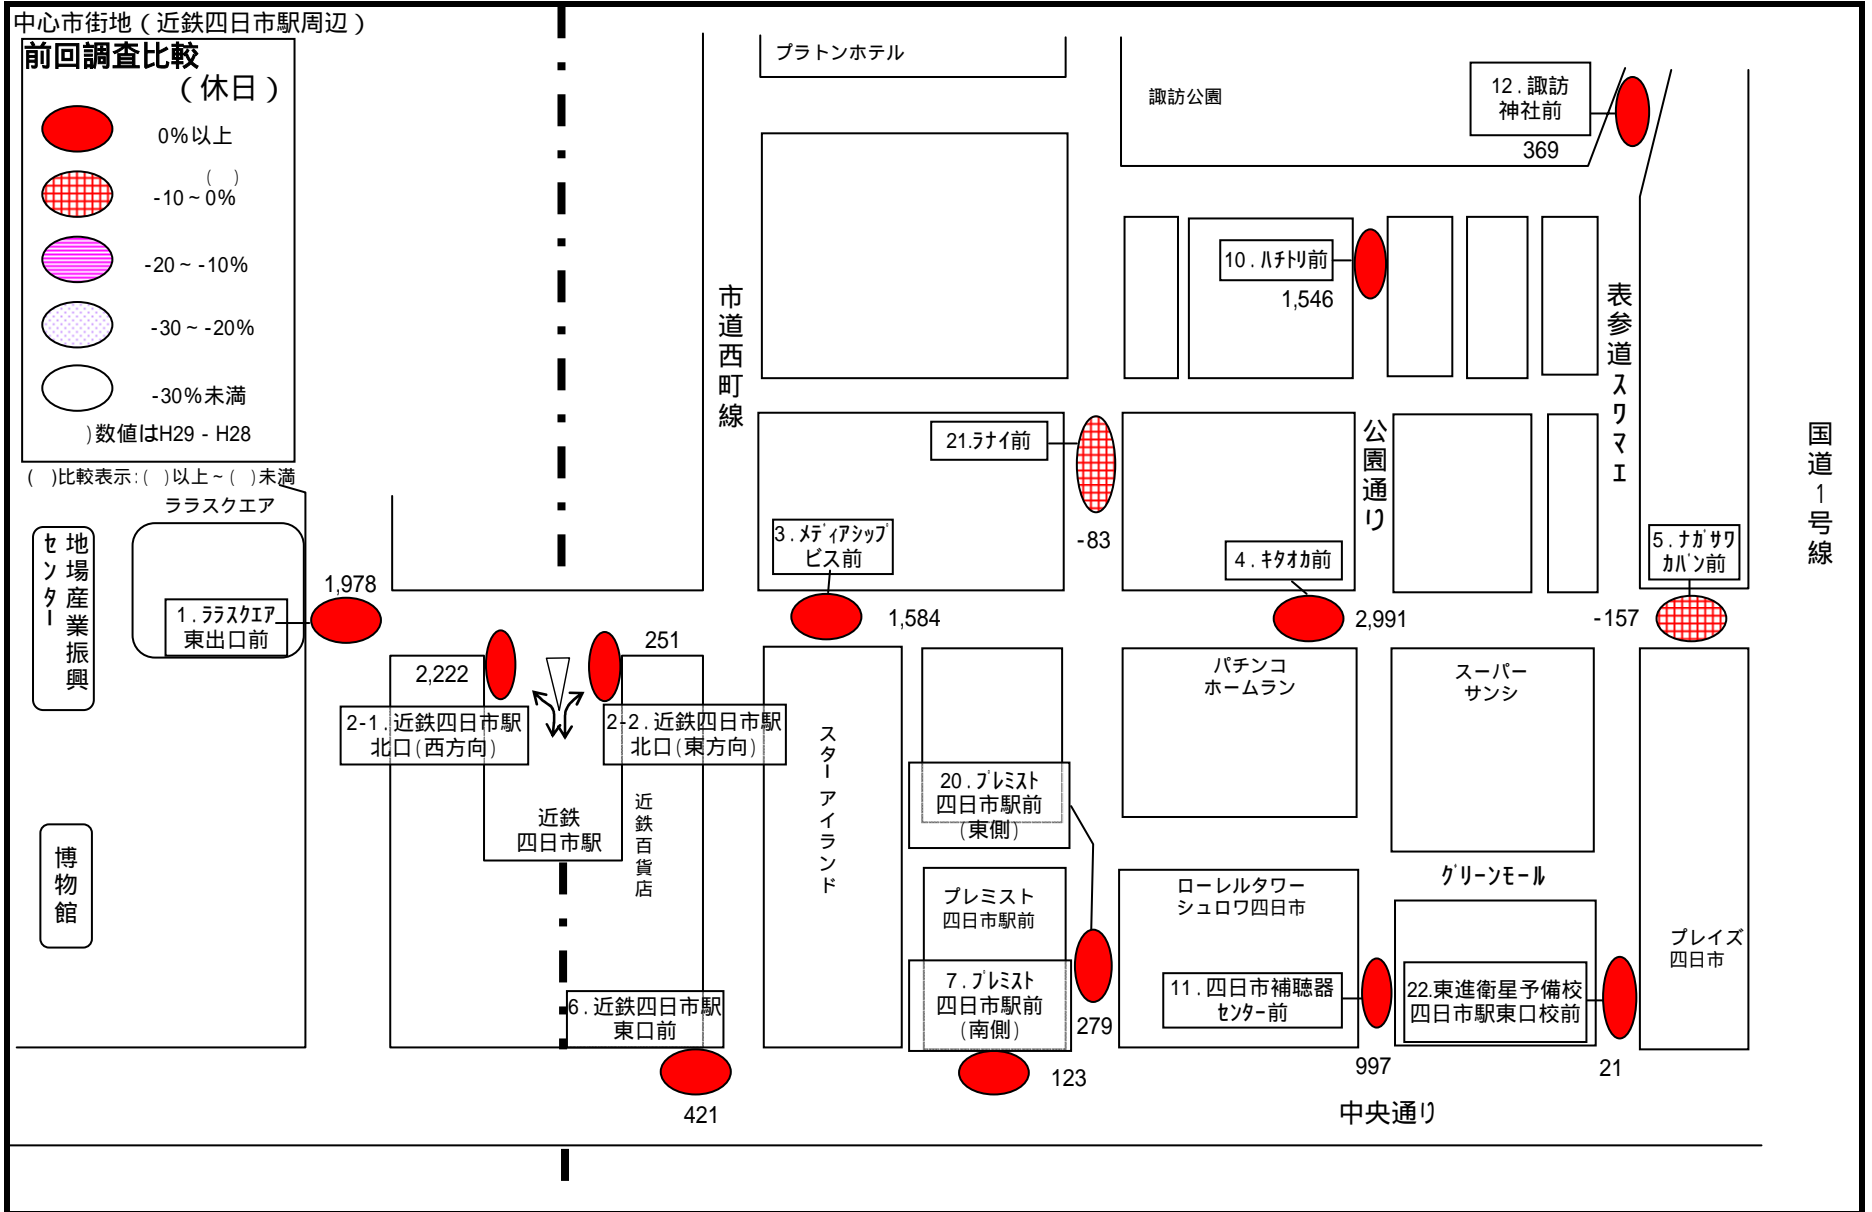 中心市街地（近鉄四日市駅周辺）
前回調査比較
（休日）
0%以上
(　)
-10～0%
-20～-10%
-30～-20%
-30%未満
)数値はH29 - H28
(　)比較表示:(　)以上～(　)未満
ララスクエア
地場産業振興
センター
博物館
1,978
1．ﾗﾗｽｸｴｱ
東出口前
2,222
251
2-1．近鉄四日市駅
北口(西方向)
2-2．近鉄四日市駅
北口(東方向)
近鉄
四日市駅
近鉄百貨店
6．近鉄四日市駅
東口前
421
市道西町線
プラトンホテル
諏訪公園
12．諏訪
神社前
369
10．ﾊﾁﾄﾘ前
1,546
表参道スワマエ
国道1号線
21.ﾗﾅｲ前
-83
公園通り
3．ﾒﾃﾞｨｱｼｯﾌﾟ
ビス前
1,584
4．ｷﾀｵｶ前
2,991
5．ﾅｶﾞｻﾜ
ｶﾊﾞﾝ前
-157
スターアイランド
パチンコ
ホームラン
スーパー
サンシ
20．ﾌﾟﾚﾐｽﾄ
四日市駅前
(東側)
プレミスト
四日市駅前
7．ﾌﾟﾚﾐｽﾄ
四日市駅前
(南側)
279
123
ローレルタワー
シュロワ四日市
11．四日市補聴器
ｾﾝﾀｰ前
997
ｸﾞﾘｰﾝﾓｰﾙ
22.東進衛星予備校
四日市駅東口校前
21
プレイズ
四日市
中央通り